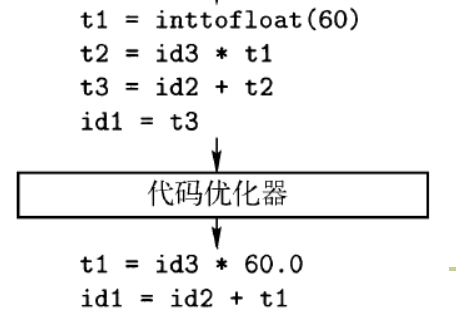 t1 = inttofloat(60)
t2 = id3 * t1
t3 = id2 + t2
id1 = t3
代码优化器
t1 = id3 * 60.0
id1 = id2 + t1